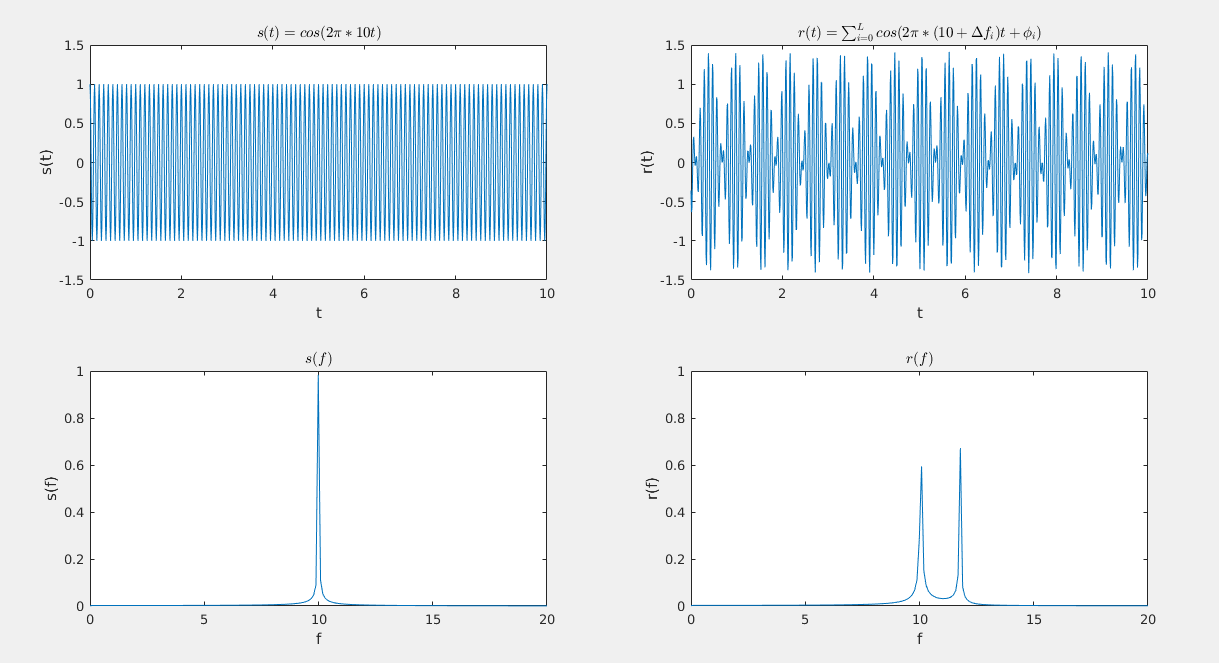 s(t) = cos(2π * 10t)
1.5
1
0.5
0
-0.5
-1
-1.5
s(t)
0 2 4 6 8 10
t
r(t) = ∑_{i=0}^{L} cos(2π * (10 + Δf_i)t + ϕ_i)
1.5
1
0.5
0
-0.5
-1
-1.5
r(t)
0 2 4 6 8 10
t
s(f)
1
0.8
0.6
0.4
0.2
0
s(f)
0 5 10 15 20
f
r(f)
1
0.8
0.6
0.4
0.2
0
r(f)
0 5 10 15 20
f